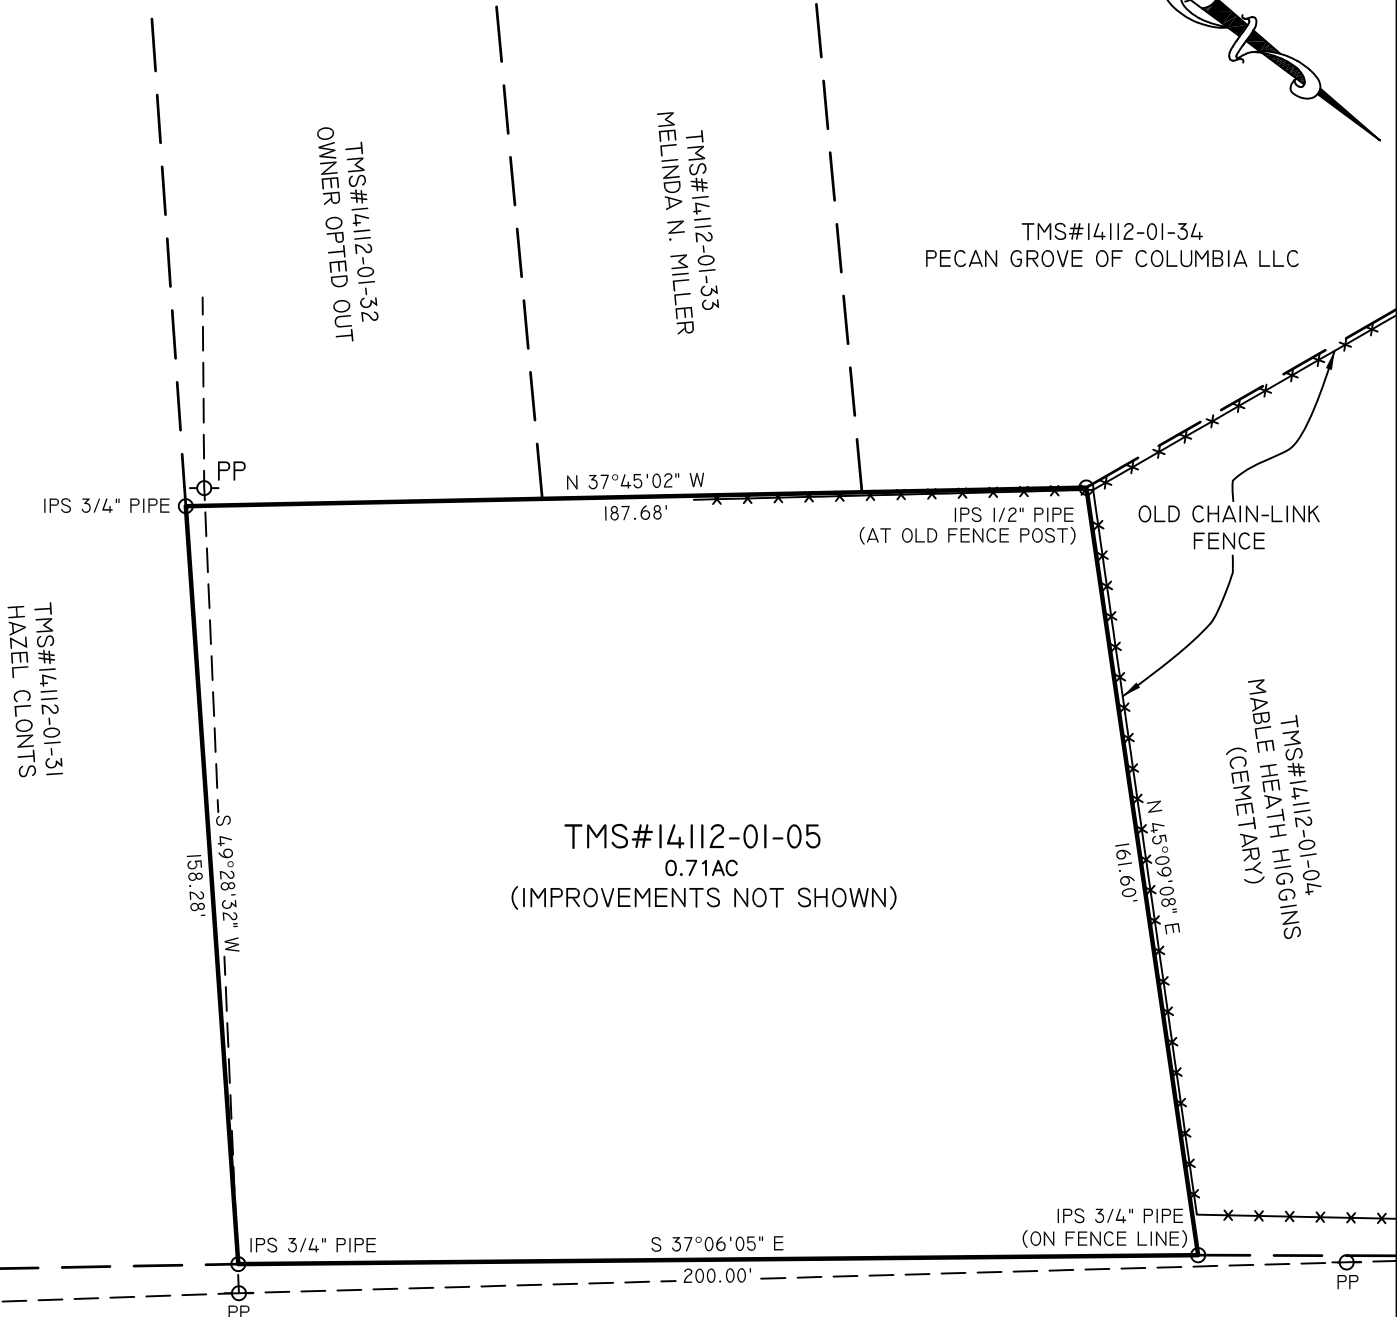 TMS#14112-01-32
OWNER OPTED OUT
TMS#14112-01-33
MELINDA N. MILLER
TMS#14112-01-34
PECAN GROVE OF COLUMBIA LLC
PP
IPS 3/4" PIPE
N 37°45'02" W
187.68'
IPS 1/2" PIPE
(AT OLD FENCE POST)
OLD CHAIN-LINK
FENCE
TMS#14112-01-31
HAZEL CLONTS
S 49°28'32" W
158.28'
TMS#14112-01-05
0.71AC
(IMPROVEMENTS NOT SHOWN)
N 45°09'08" E
161.60'
TMS#14112-01-04
MABLE HEATH HIGGINS
(CEMETARY)
IPS 3/4" PIPE
S 37°06'05" E
200.00'
IPS 3/4" PIPE
(ON FENCE LINE)
PP
PP